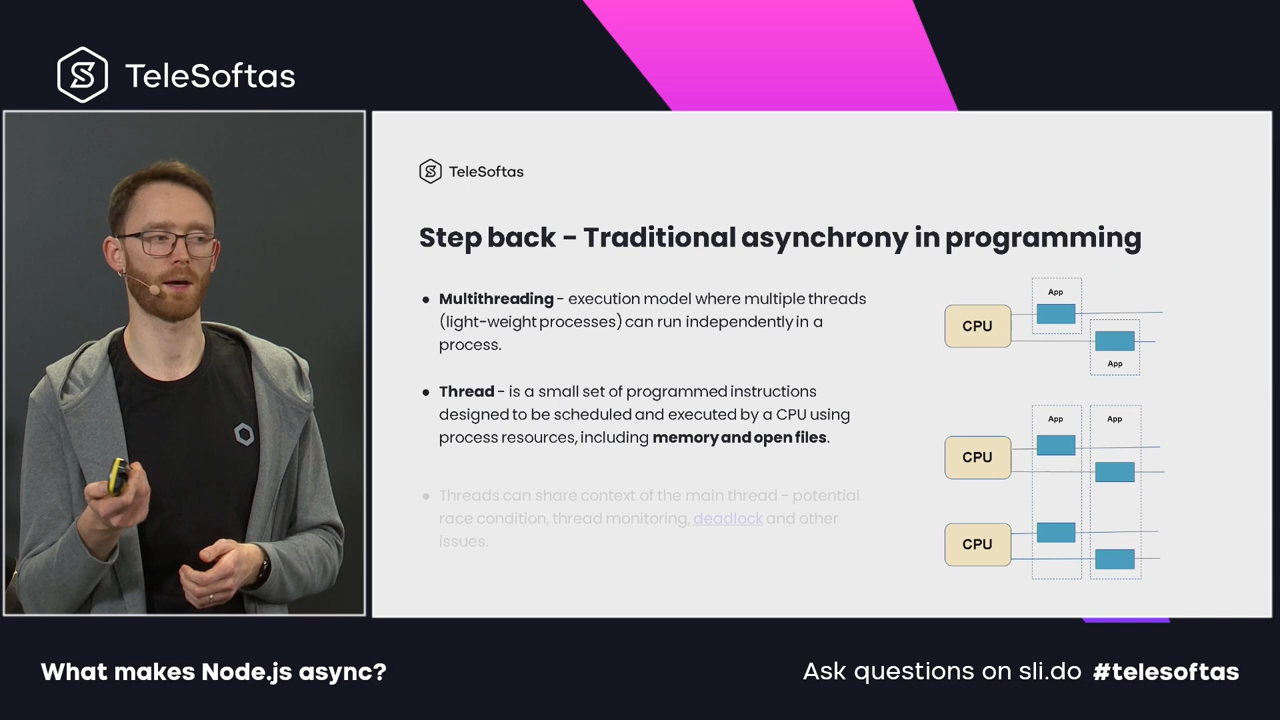 TeleSoftas
TeleSoftas
Step back - Traditional asynchrony in programming
Multithreading - execution model where multiple threads
(light-weight processes) can run independently in a
process.
Thread - is a small set of programmed instructions
designed to be scheduled and executed by a CPU using
process resources, including memory and open files.
Threads can share context of the main thread - potential
race condition, thread monitoring, deadlock and other
issues.
App
CPU
App
App
App
CPU
CPU
What makes Node.js async?
Ask questions on sli.do #telesoftas